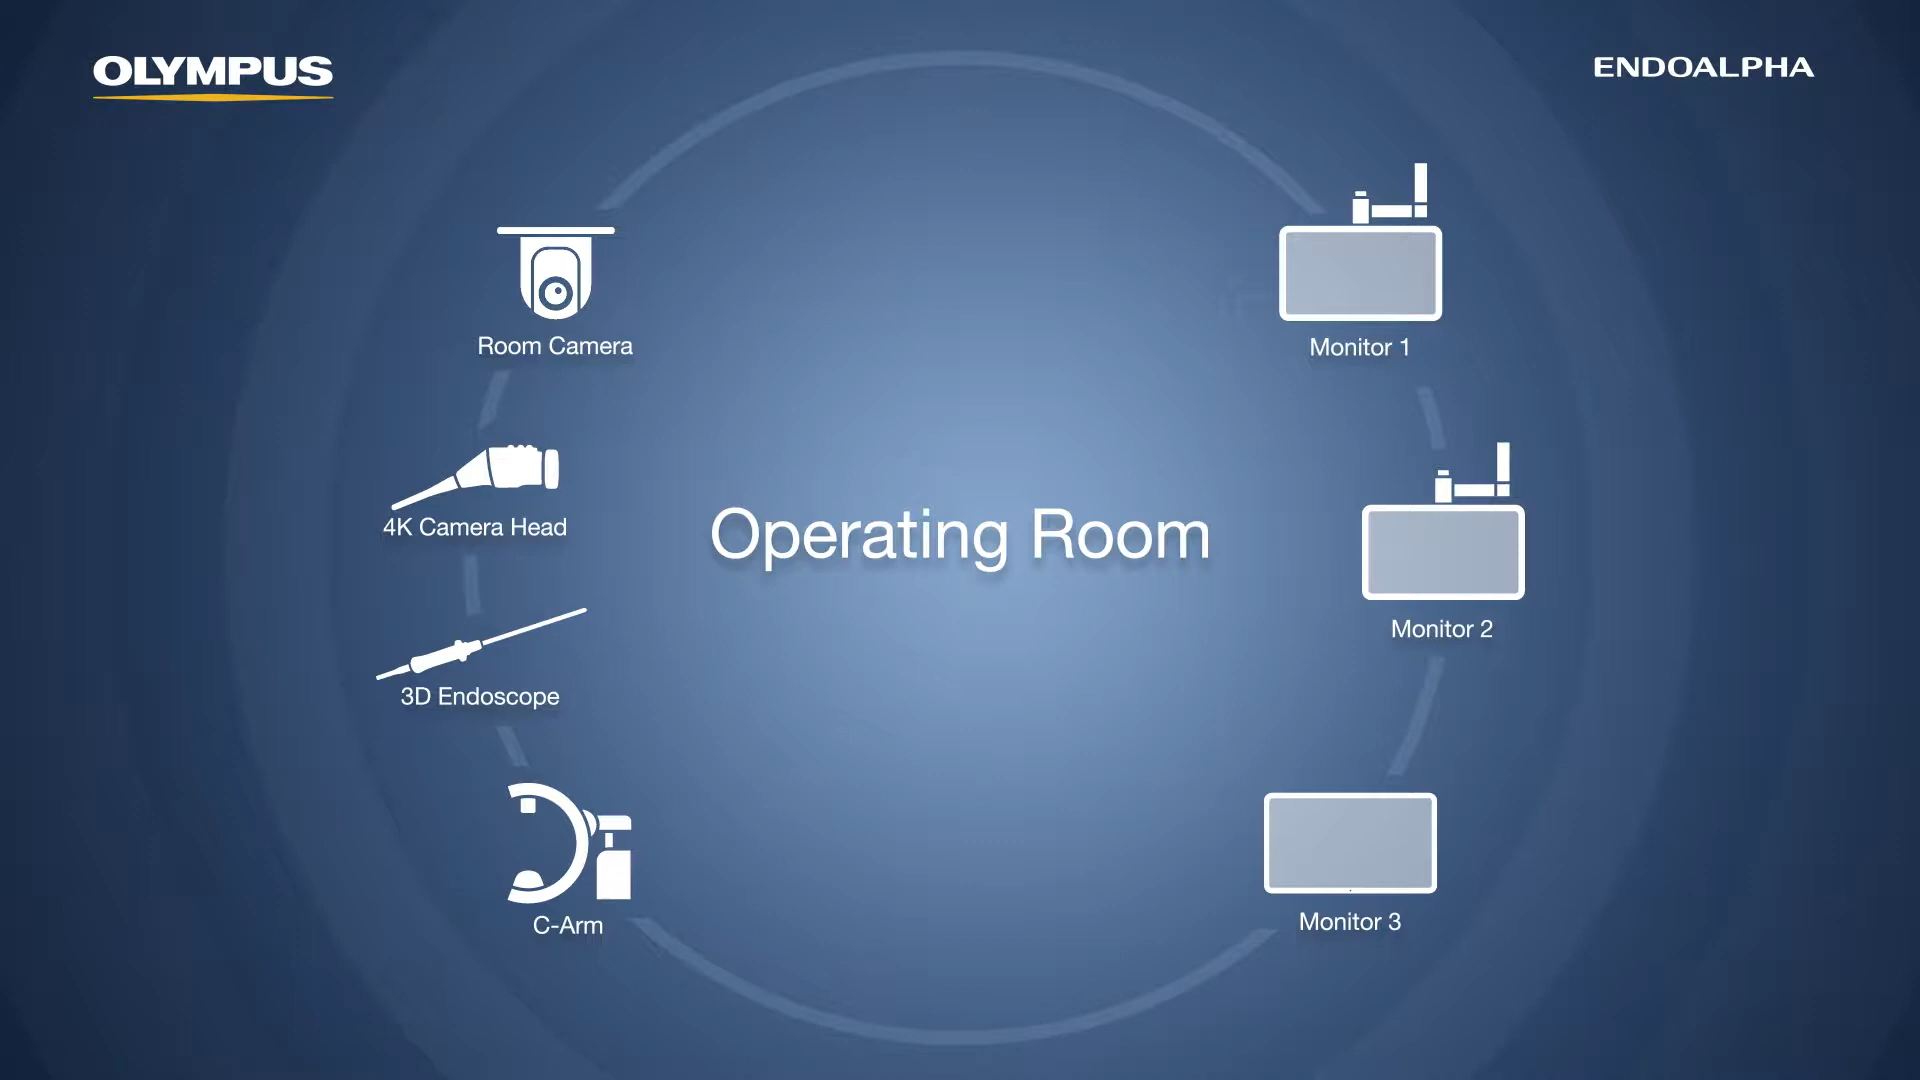 OLYMPUS
ENDOALPHA
Room Camera
Monitor 1
4K Camera Head
Operating Room
Monitor 2
3D Endoscope
C-Arm
Monitor 3